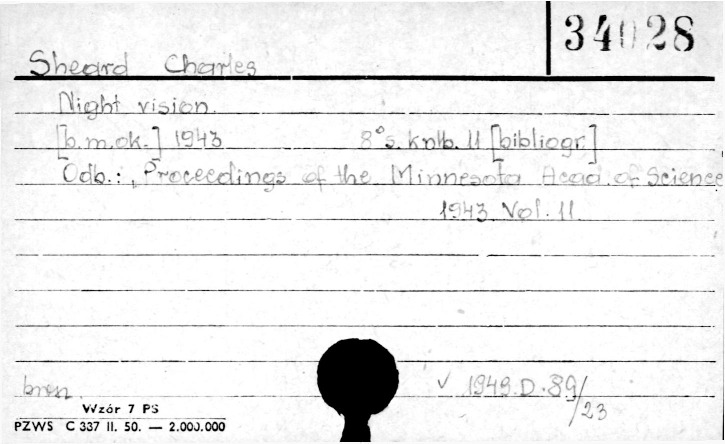 34028
Sheard Charles
Night vision.
[b.m.ok.] 1943 8°s. knlb. 11 [bibliogr.]
Odb.: „Proceedings of the Minnesota Acad. of Science
1943 Vol. 11.
brosz. √ 1949.D.89/23
Wzór 7 PS
PZWS C 337 II. 50. — 2.000.000